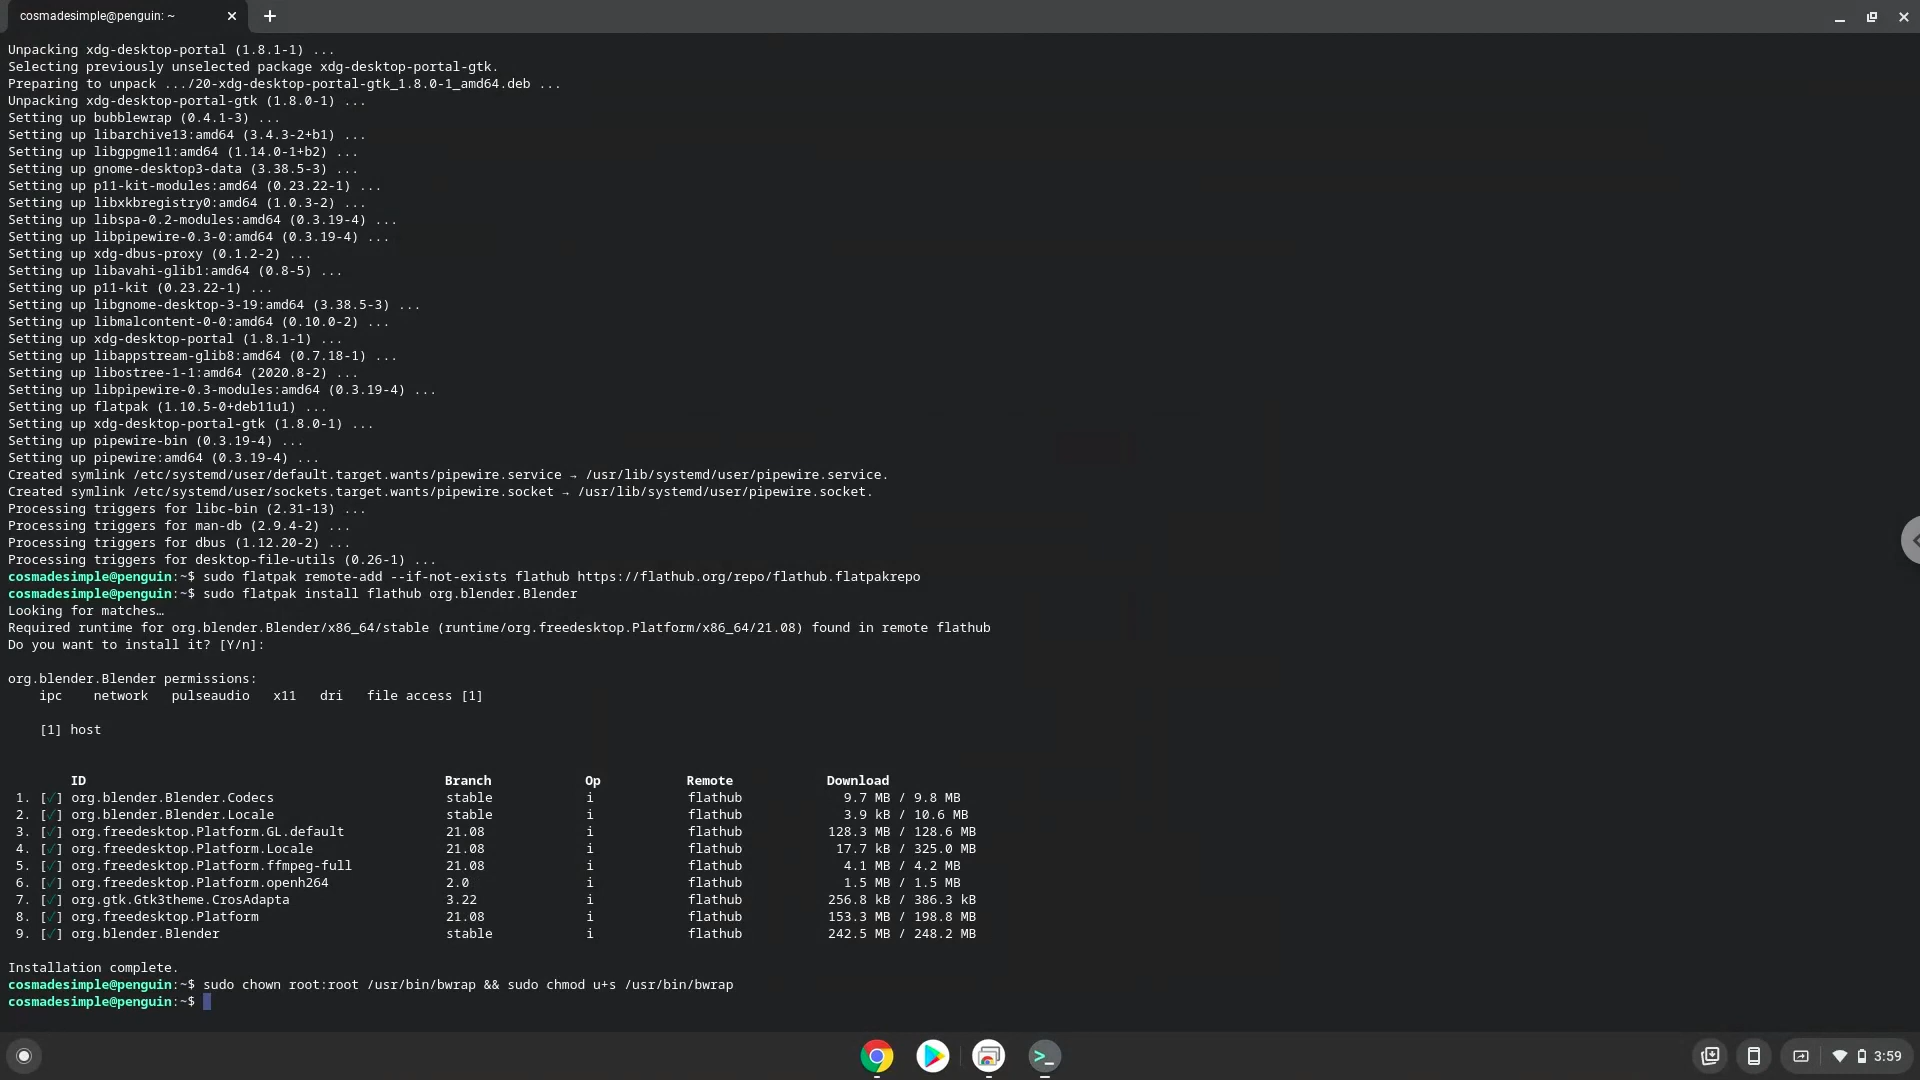 cosmadesimple@penguin: ~
Unpacking xdg-desktop-portal (1.8.1-1) ...
Selecting previously unselected package xdg-desktop-portal-gtk.
Preparing to unpack .../20-xdg-desktop-portal-gtk_1.8.0-1_amd64.deb ...
Unpacking xdg-desktop-portal-gtk (1.8.0-1) ...
Setting up bubblewrap (0.4.1-3) ...
Setting up libarchive13:amd64 (3.4.3-2+b1) ...
Setting up libgpgme11:amd64 (1.14.0-1+b2) ...
Setting up gnome-desktop3-data (3.38.5-3) ...
Setting up p11-kit-modules:amd64 (0.23.22-1) ...
Setting up libxkbregistry0:amd64 (1.0.3-2) ...
Setting up libspa-0.2-modules:amd64 (0.3.19-4) ...
Setting up libpipewire-0.3-0:amd64 (0.3.19-4) ...
Setting up xdg-dbus-proxy (0.1.2-2) ...
Setting up libavahi-glib1:amd64 (0.8-5) ...
Setting up p11-kit (0.23.22-1) ...
Setting up libgnome-desktop-3-19:amd64 (3.38.5-3) ...
Setting up libmalcontent-0-0:amd64 (0.10.0-2) ...
Setting up xdg-desktop-portal (1.8.1-1) ...
Setting up libappstream-glib8:amd64 (0.7.18-1) ...
Setting up libostree-1-1:amd64 (2020.8-2) ...
Setting up libpipewire-0.3-modules:amd64 (0.3.19-4) ...
Setting up flatpak (1.10.5-0+deb11u1) ...
Setting up xdg-desktop-portal-gtk (1.8.0-1) ...
Setting up pipewire-bin (0.3.19-4) ...
Setting up pipewire:amd64 (0.3.19-4) ...
Created symlink /etc/systemd/user/default.target.wants/pipewire.service → /usr/lib/systemd/user/pipewire.service.
Created symlink /etc/systemd/user/sockets.target.wants/pipewire.socket → /usr/lib/systemd/user/pipewire.socket.
Processing triggers for libc-bin (2.31-13) ...
Processing triggers for man-db (2.9.4-2) ...
Processing triggers for dbus (1.12.20-2) ...
Processing triggers for desktop-file-utils (0.26-1) ...
cosmadesimple@penguin:~$ sudo flatpak remote-add --if-not-exists flathub https://flathub.org/repo/flathub.flatpakrepo
cosmadesimple@penguin:~$ sudo flatpak install flathub org.blender.Blender
Looking for matches…
Required runtime for org.blender.Blender/x86_64/stable (runtime/org.freedesktop.Platform/x86_64/21.08) found in remote flathub
Do you want to install it? [Y/n]:
org.blender.Blender permissions:
ipc network pulseaudio x11 dri file access [1]
[1] host
ID Branch Op Remote Download
1. [✓] org.blender.Blender.Codecs stable i flathub 9.7 MB / 9.8 MB
2. [✓] org.blender.Blender.Locale stable i flathub 3.9 kB / 10.6 MB
3. [✓] org.freedesktop.Platform.GL.default 21.08 i flathub 128.3 MB / 128.6 MB
4. [✓] org.freedesktop.Platform.Locale 21.08 i flathub 17.7 kB / 325.0 MB
5. [✓] org.freedesktop.Platform.ffmpeg-full 21.08 i flathub 4.1 MB / 4.2 MB
6. [✓] org.freedesktop.Platform.openh264 2.0 i flathub 1.5 MB / 1.5 MB
7. [✓] org.gtk.Gtk3theme.CrosAdapta 3.22 i flathub 256.8 kB / 386.3 kB
8. [✓] org.freedesktop.Platform 21.08 i flathub 153.3 MB / 198.8 MB
9. [✓] org.blender.Blender stable i flathub 242.5 MB / 248.2 MB
Installation complete.
cosmadesimple@penguin:~$ sudo chown root:root /usr/bin/bwrap && sudo chmod u+s /usr/bin/bwrap
cosmadesimple@penguin:~$
3:59